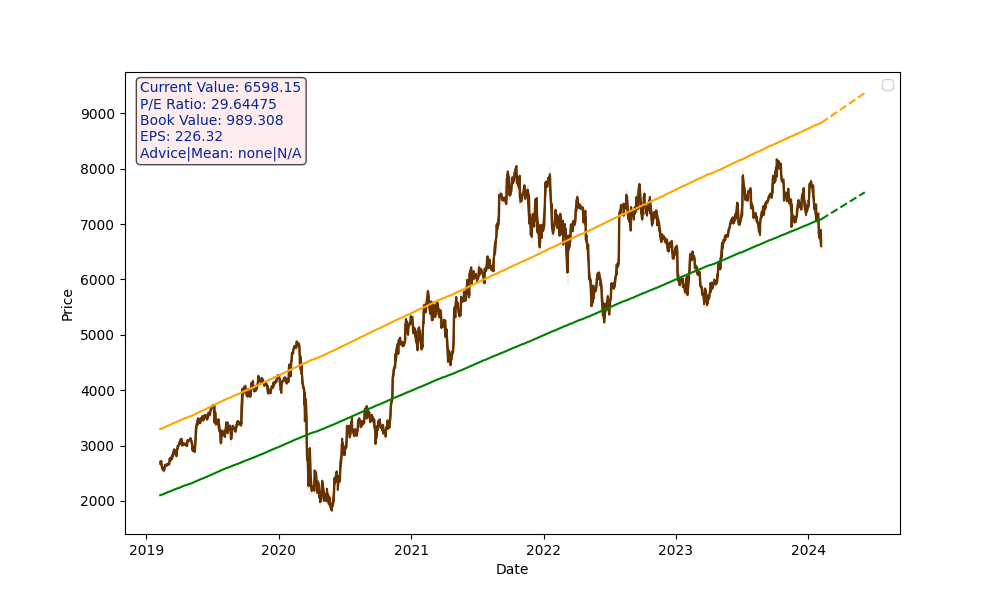 Current Value: 6598.15
P/E Ratio: 29.64475
Book Value: 989.308
EPS: 226.32
Advice|Mean: none|N/A
9000
8000
7000
6000
5000
4000
3000
2000
Price
2019 2020 2021 2022 2023 2024
Date